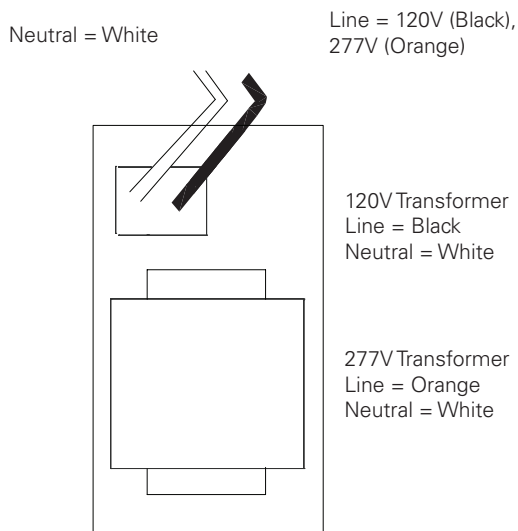 Neutral = White
Line = 120V (Black),
277V (Orange)
120V Transformer
Line = Black
Neutral = White
277V Transformer
Line = Orange
Neutral = White